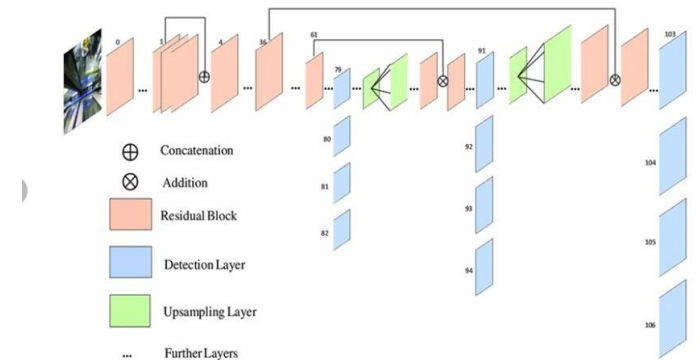 0
1
4
36
61
79
91
103
80
81
82
92
93
94
104
105
106
Concatenation
Addition
Residual Block
Detection Layer
Upsampling Layer
... Further Layers